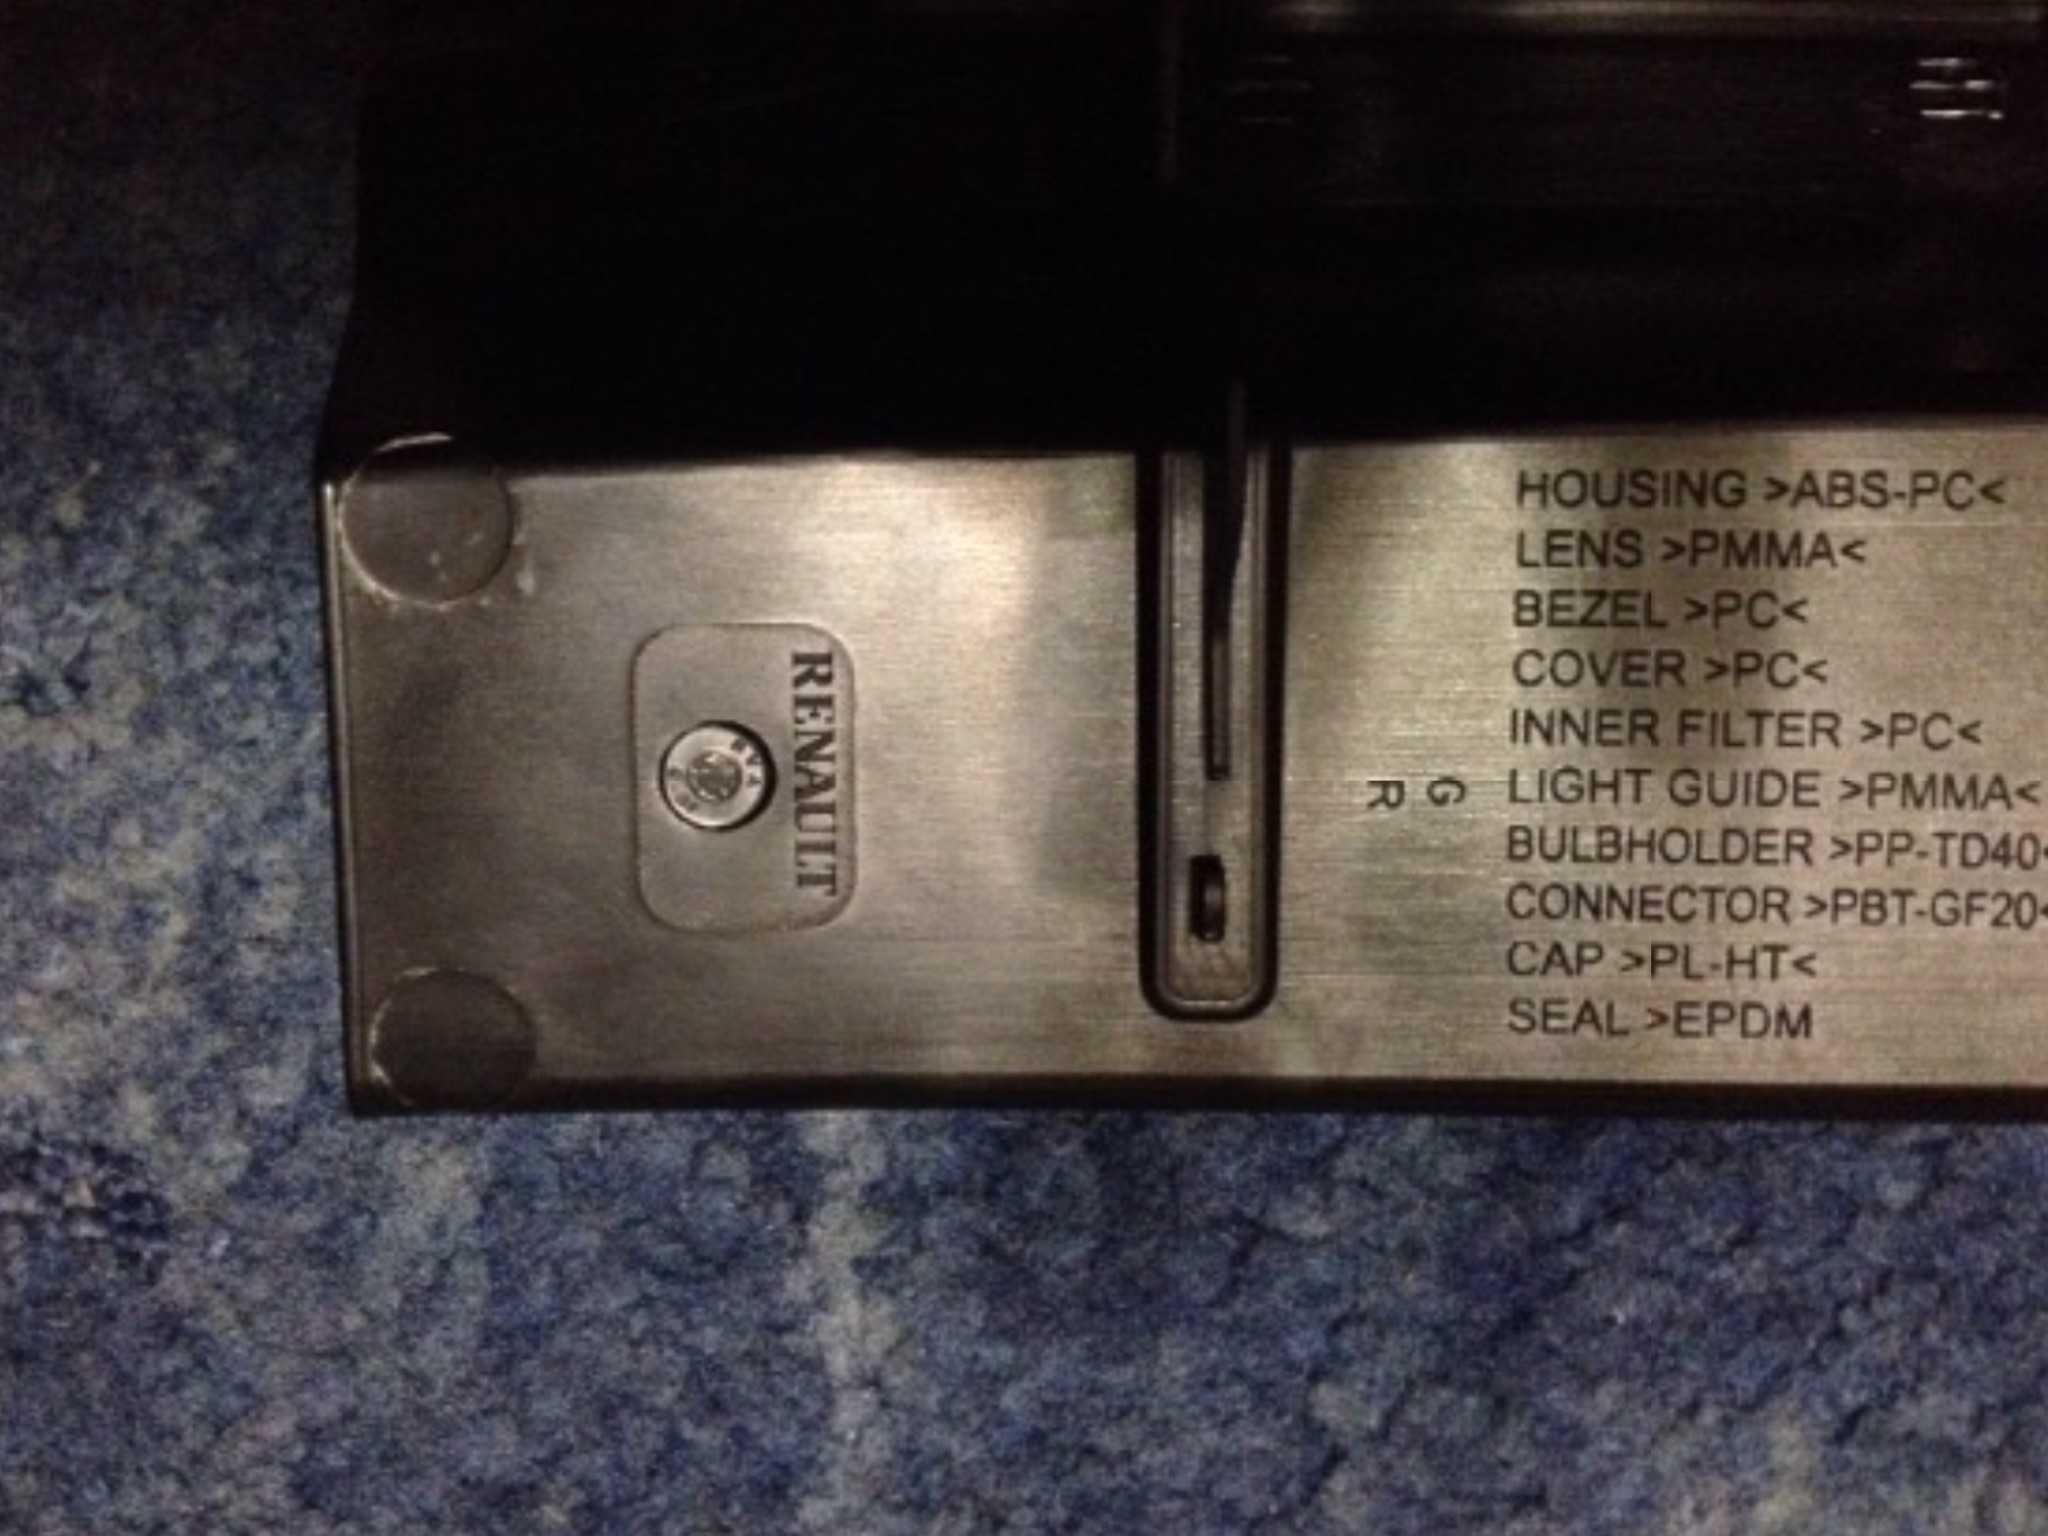 RENAULT
G
R
HOUSING >ABS-PC<
LENS >PMMA<
BEZEL >PC<
COVER >PC<
INNER FILTER >PC<
LIGHT GUIDE >PMMA<
BULBHOLDER >PP-TD40<
CONNECTOR >PBT-GF20<
CAP >PL-HT<
SEAL >EPDM